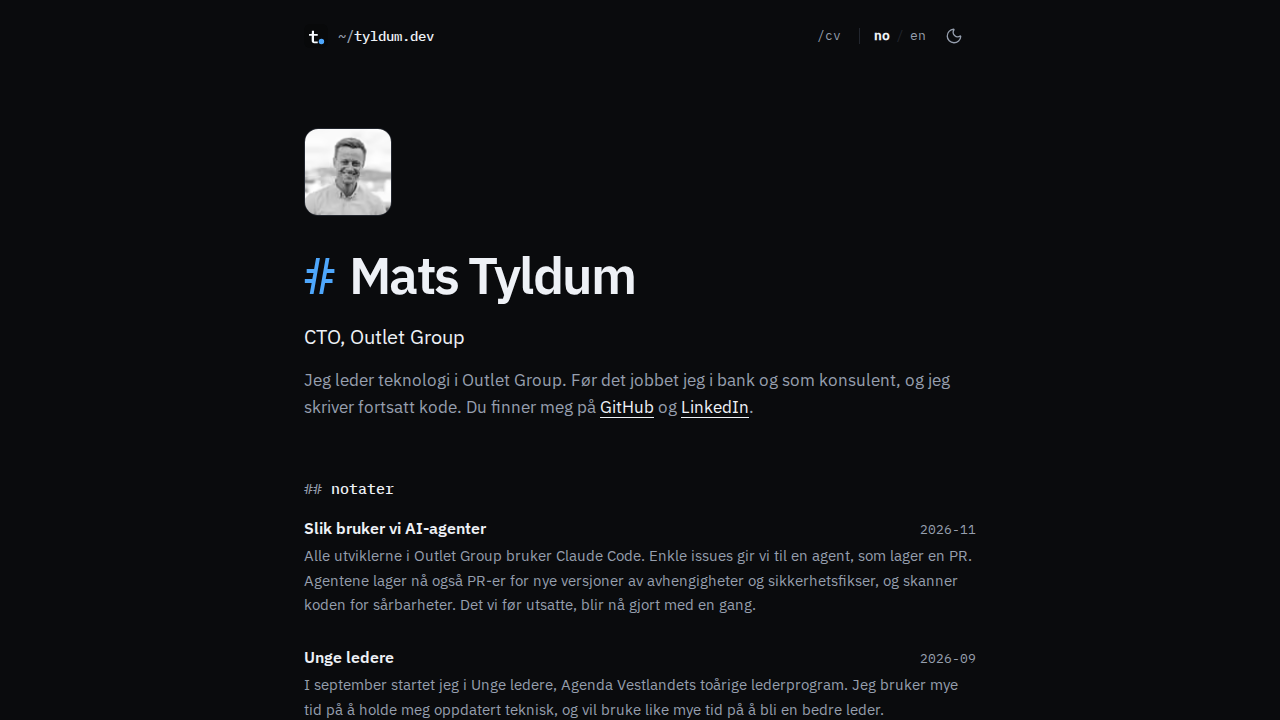 t. ~/tyldum.dev /cv no / en
# Mats Tyldum
CTO, Outlet Group
Jeg leder teknologi i Outlet Group. Før det jobbet jeg i bank og som konsulent, og jeg
skriver fortsatt kode. Du finner meg på GitHub og LinkedIn.
## notater
Slik bruker vi AI-agenter 2026-11
Alle utviklerne i Outlet Group bruker Claude Code. Enkle issues gir vi til en agent, som lager en PR.
Agentene lager nå også PR-er for nye versjoner av avhengigheter og sikkerhetsfikser, og skanner
koden for sårbarheter. Det vi før utsatte, blir nå gjort med en gang.
Unge ledere 2026-09
I september startet jeg i Unge ledere, Agenda Vestlandets toårige lederprogram. Jeg bruker mye
tid på å holde meg oppdatert teknisk, og vil bruke like mye tid på å bli en bedre leder.